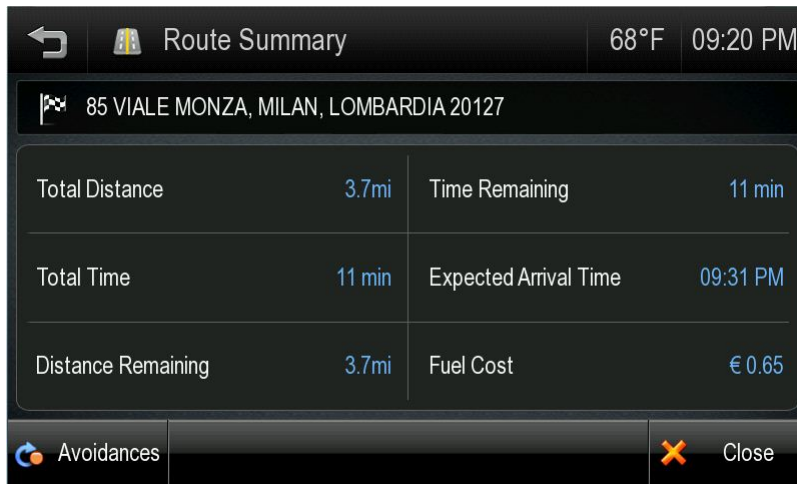 Route Summary 68°F 09:20 PM
85 VIALE MONZA, MILAN, LOMBARDIA 20127
Total Distance 3.7mi Time Remaining 11 min
Total Time 11 min Expected Arrival Time 09:31 PM
Distance Remaining 3.7mi Fuel Cost € 0.65
Avoidances Close